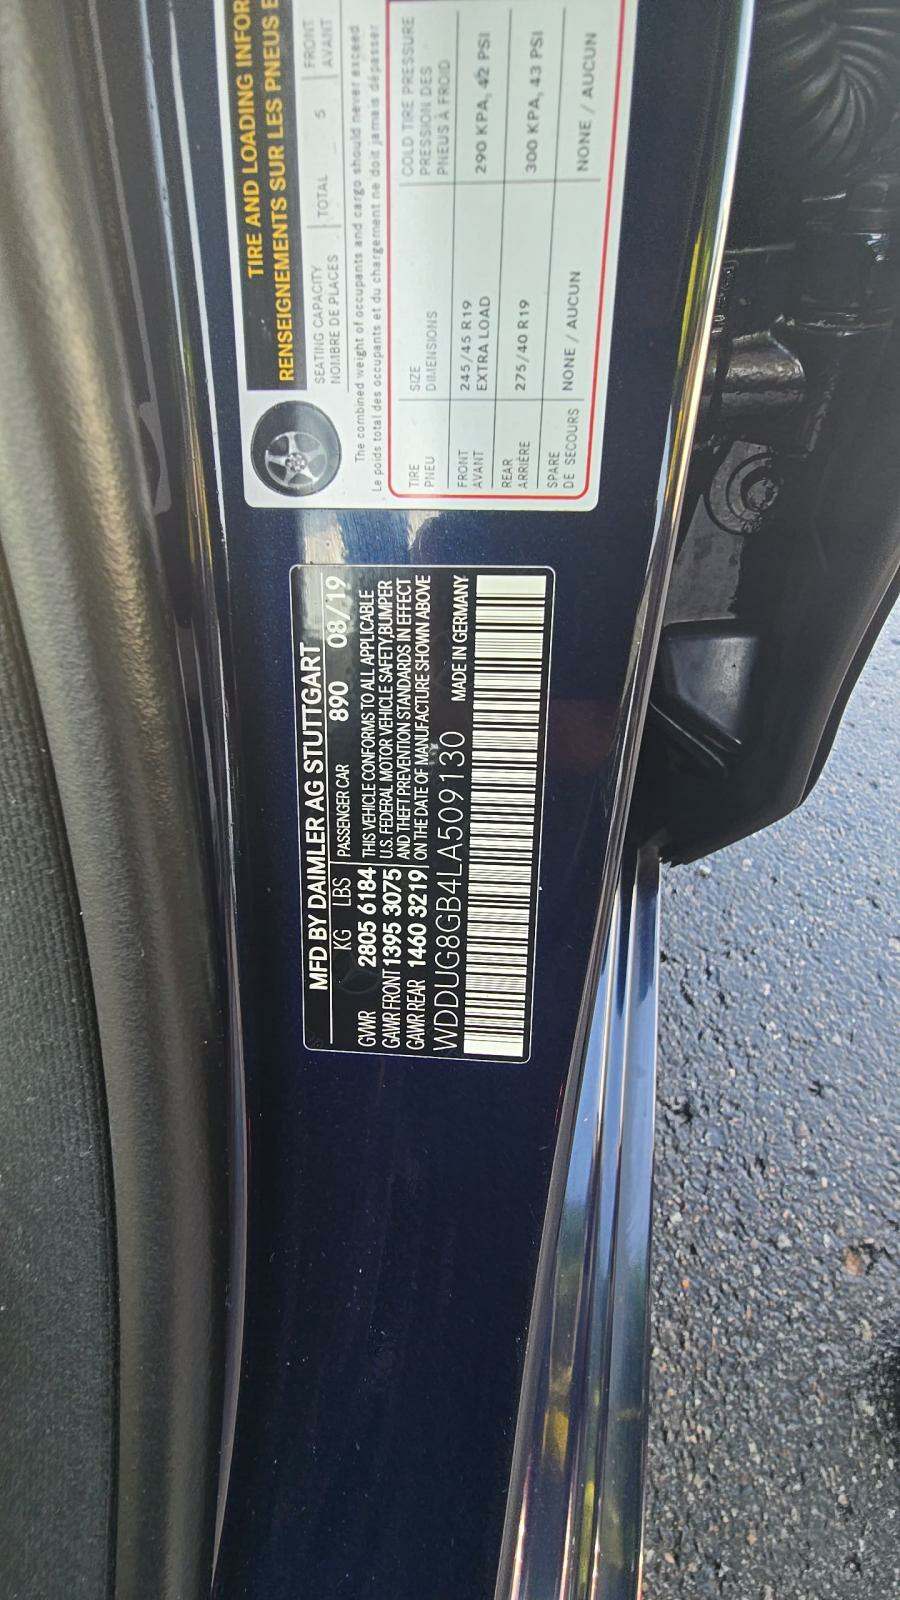 TIRE AND LOADING INFOR
RENSEIGNEMENTS SUR LES PNEUS E
SEATING CAPACITY
NOMBRE DE PLACES
TOTAL 5
FRONT
AVANT
The combined weight of occupants and cargo should never exceed
Le poids total des occupants et du chargement ne doit jamais dépasser
TIRE
PNEU
SIZE
DIMENSIONS
COLD TIRE PRESSURE
PRESSION DES
PNEUS À FROID
FRONT
AVANT
245/45 R19
EXTRA LOAD
290 KPA, 42 PSI
REAR
ARRIÈRE
275/40 R19
300 KPA, 43 PSI
SPARE
DE SECOURS
NONE / AUCUN
NONE / AUCUN
MFD BY DAIMLER AG STUTTGART
KG LBS PASSENGER CAR 890 08/19
GVWR 2805 6184 THIS VEHICLE CONFORMS TO ALL APPLICABLE
GAWR FRONT 1395 3075 U.S. FEDERAL MOTOR VEHICLE SAFETY,BUMPER
GAWR REAR 1460 3219 AND THEFT PREVENTION STANDARDS IN EFFECT
ON THE DATE OF MANUFACTURE SHOWN ABOVE
WDDUG8GB4LA509130 MADE IN GERMANY